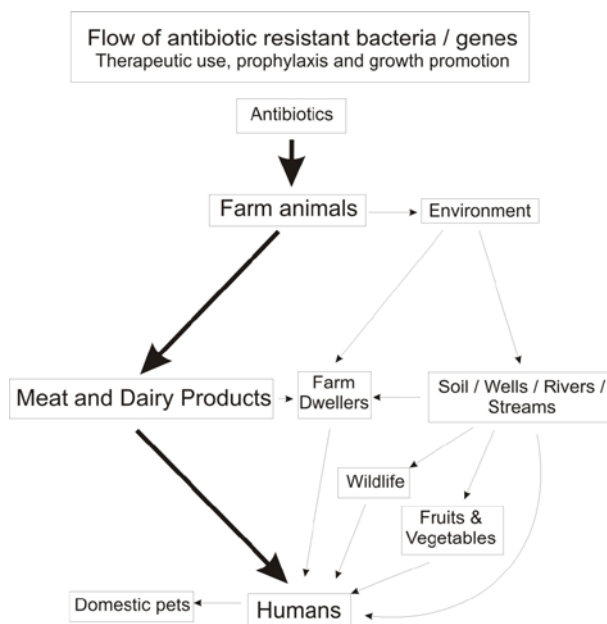 Flow of antibiotic resistant bacteria / genes
Therapeutic use, prophylaxis and growth promotion
Antibiotics
Farm animals
Environment
Meat and Dairy Products
Farm
Dwellers
Soil / Wells / Rivers /
Streams
Wildlife
Fruits &
Vegetables
Domestic pets
Humans